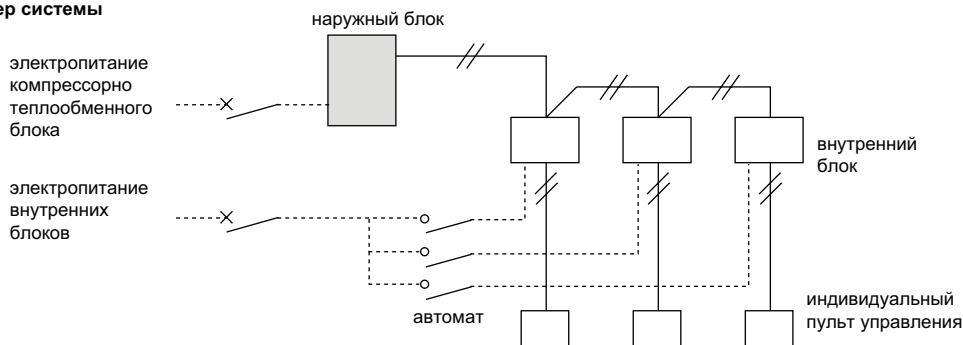 ер системы
наружный блок
электропитание
компрессорно
теплообменного
блока
внутренний
блок
электропитание
внутренних
блоков
автомат
индивидуальный
пульт управления